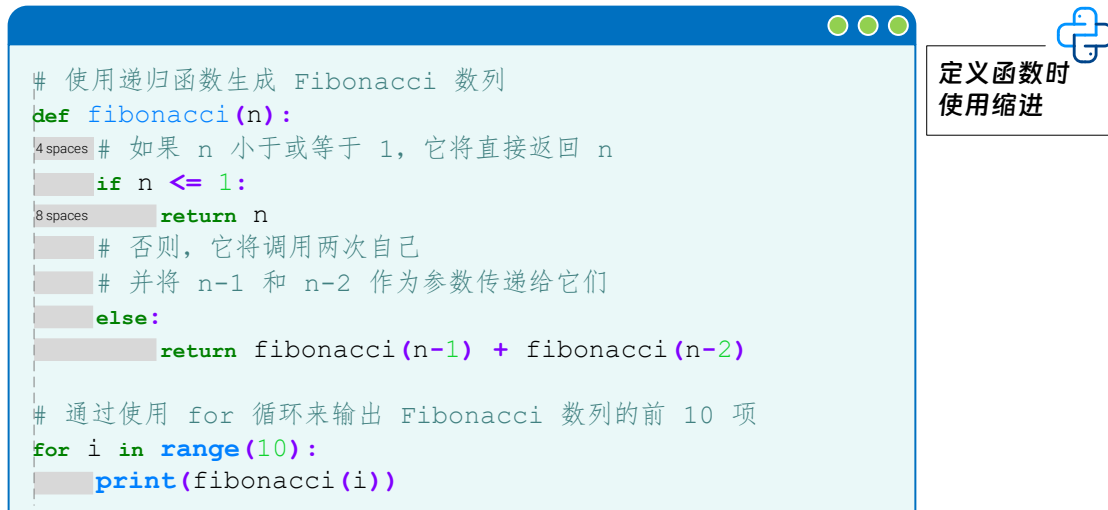 # 使用递归函数生成 Fibonacci 数列
def fibonacci(n):
4 spaces # 如果 n 小于或等于 1, 它将直接返回 n
if n <= 1:
8 spaces return n
# 否则, 它将调用两次自己
# 并将 n-1 和 n-2 作为参数传递给它们
else:
return fibonacci(n-1) + fibonacci(n-2)
# 通过使用 for 循环来输出 Fibonacci 数列的前 10 项
for i in range(10):
print(fibonacci(i))
定义函数时
使用缩进